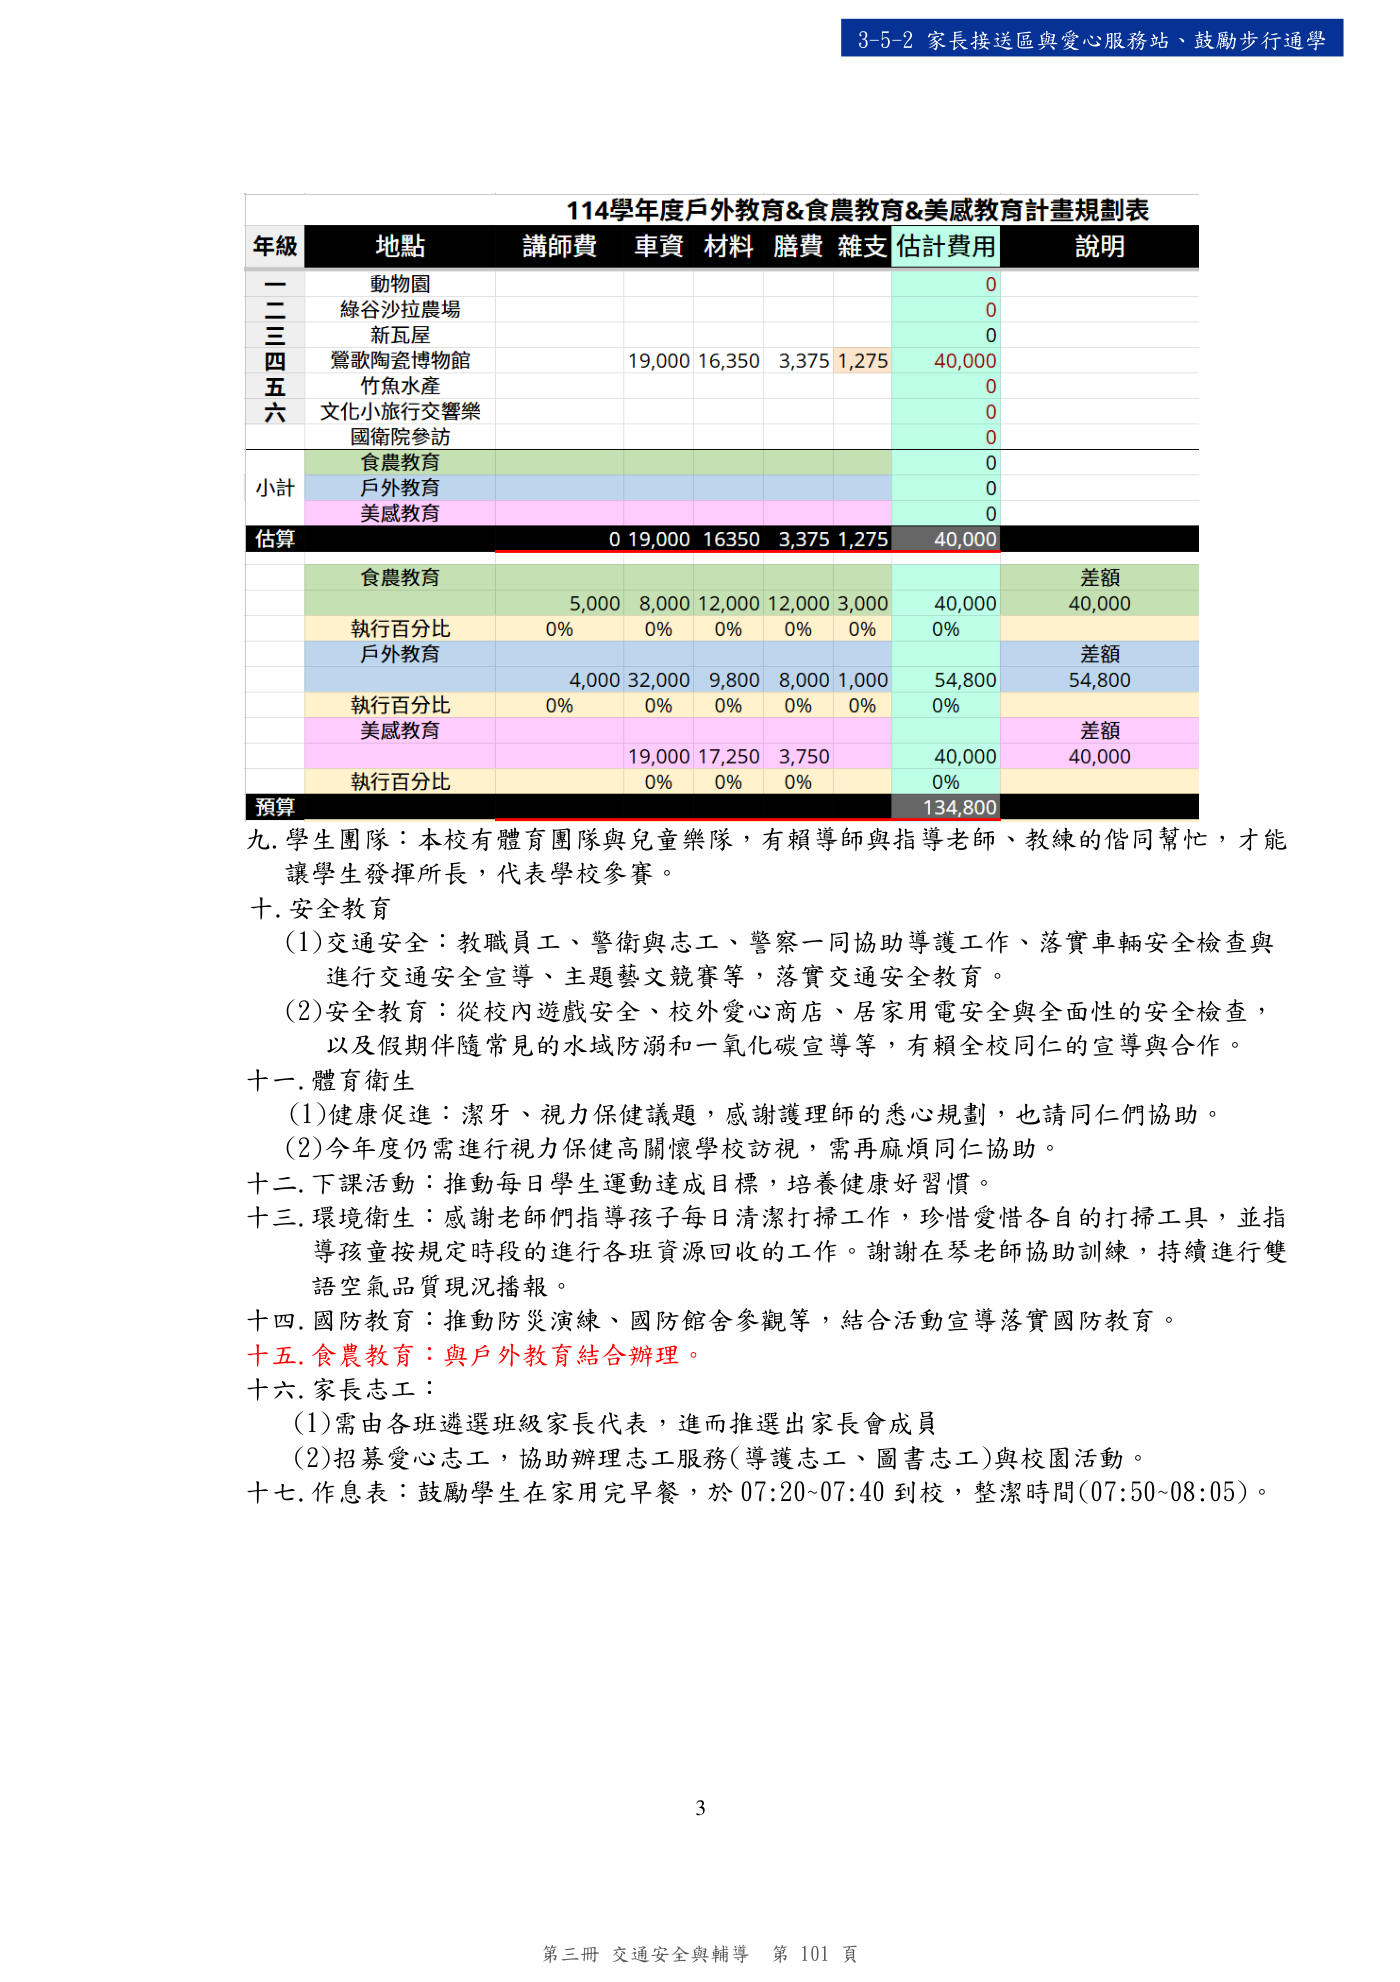 3-5-2 家長接送區與愛心服務站、鼓勵步行通學
114學年度戶外教育&食農教育&美感教育計畫規劃表
年級 地點 講師費 車資 材料 膳費 雜支 估計費用 說明
一 動物園 0
二 綠谷沙拉農場 0
三 新瓦屋 0
四 鶯歌陶瓷博物館 19,000 16,350 3,375 1,275 40,000
五 竹魚水產 0
六 文化小旅行交響樂 0
國衛院參訪 0
食農教育 0
小計 戶外教育 0
美感教育 0
估算 0 19,000 16350 3,375 1,275 40,000
食農教育 差額
5,000 8,000 12,000 12,000 3,000 40,000 40,000
執行百分比 0% 0% 0% 0% 0% 0%
戶外教育 差額
4,000 32,000 9,800 8,000 1,000 54,800 54,800
執行百分比 0% 0% 0% 0% 0% 0%
美感教育 差額
19,000 17,250 3,750 40,000 40,000
執行百分比 0% 0% 0% 0%
預算 134,800
九.學生團隊：本校有體育團隊與兒童樂隊，有賴導師與指導老師、教練的偕同幫忙，才能
讓學生發揮所長，代表學校參賽。
十.安全教育
(1)交通安全：教職員工、警衛與志工、警察一同協助導護工作、落實車輛安全檢查與
進行交通安全宣導、主題藝文競賽等，落實交通安全教育。
(2)安全教育：從校內遊戲安全、校外愛心商店、居家用電安全與全面性的安全檢查，
以及假期伴隨常見的水域防溺和一氧化碳宣導等，有賴全校同仁的宣導與合作。
十一.體育衛生
(1)健康促進：潔牙、視力保健議題，感謝護理師的悉心規劃，也請同仁們協助。
(2)今年度仍需進行視力保健高關懷學校訪視，需再麻煩同仁協助。
十二.下課活動：推動每日學生運動達成目標，培養健康好習慣。
十三.環境衛生：感謝老師們指導孩子每日清潔打掃工作，珍惜愛惜各自的打掃工具，並指
導孩童按規定時段的進行各班資源回收的工作。謝謝在琴老師協助訓練，持續進行雙
語空氣品質現況播報。
十四.國防教育：推動防災演練、國防館舍參觀等，結合活動宣導落實國防教育。
十五.食農教育：與戶外教育結合辦理。
十六.家長志工：
(1)需由各班遴選班級家長代表，進而推選出家長會成員
(2)招募愛心志工，協助辦理志工服務(導護志工、圖書志工)與校園活動。
十七.作息表：鼓勵學生在家用完早餐，於 07:20~07:40 到校，整潔時間(07:50~08:05)。
3
第三冊 交通安全與輔導 第 101 頁